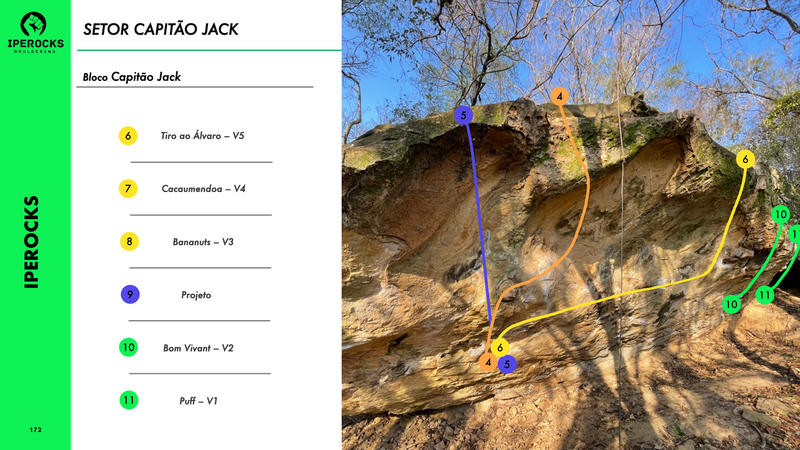 IPEROCKS
BOULDERING
SETOR CAPITÃO JACK
Bloco Capitão Jack
6 Tiro ao Álvaro – V5
7 Cacaumendoa – V4
8 Bananuts – V3
9 Projeto
10 Bom Vivant – V2
11 Puff – V1
IPEROCKS
172
4
5
6
10
11
10
11
6
4
5